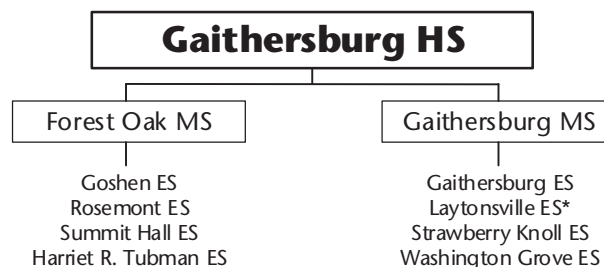 Gaithersburg HS
Forest Oak MS
Goshen ES
Rosemont ES
Summit Hall ES
Harriet R. Tubman ES
Gaithersburg MS
Gaithersburg ES
Laytonsville ES*
Strawberry Knoll ES
Washington Grove ES